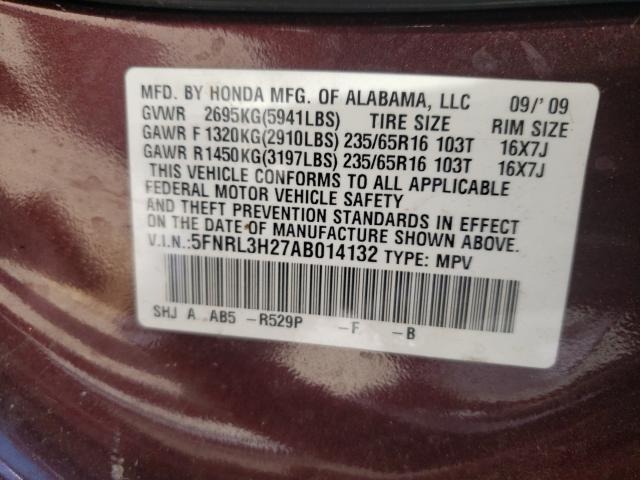 MFD. BY HONDA MFG. OF ALABAMA, LLC 09/'09
GVWR 2695KG(5941LBS) TIRE SIZE RIM SIZE
GAWR F 1320KG(2910LBS) 235/65R16 103T 16X7J
GAWR R1450KG(3197LBS) 235/65R16 103T 16X7J
THIS VEHICLE CONFORMS TO ALL APPLICABLE
FEDERAL MOTOR VEHICLE SAFETY
AND THEFT PREVENTION STANDARDS IN EFFECT
ON THE DATE OF MANUFACTURE SHOWN ABOVE.
V.I.N.:5FNRL3H27AB014132 TYPE: MPV
SHJ A AB5 -R529P -F -B